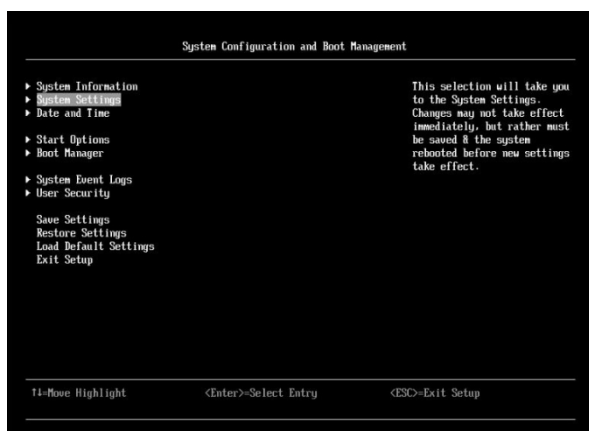 System Configuration and Boot Management
▶ System Information
▶ System Settings
▶ Date and Time
▶ Start Options
▶ Boot Manager
▶ System Event Logs
▶ User Security
Save Settings
Restore Settings
Load Default Settings
Exit Setup
This selection will take you
to the System Settings.
Changes may not take effect
immediately, but rather must
be saved & the system
rebooted before new settings
take effect.
↑↓=Move Highlight <Enter>=Select Entry <ESC>=Exit Setup